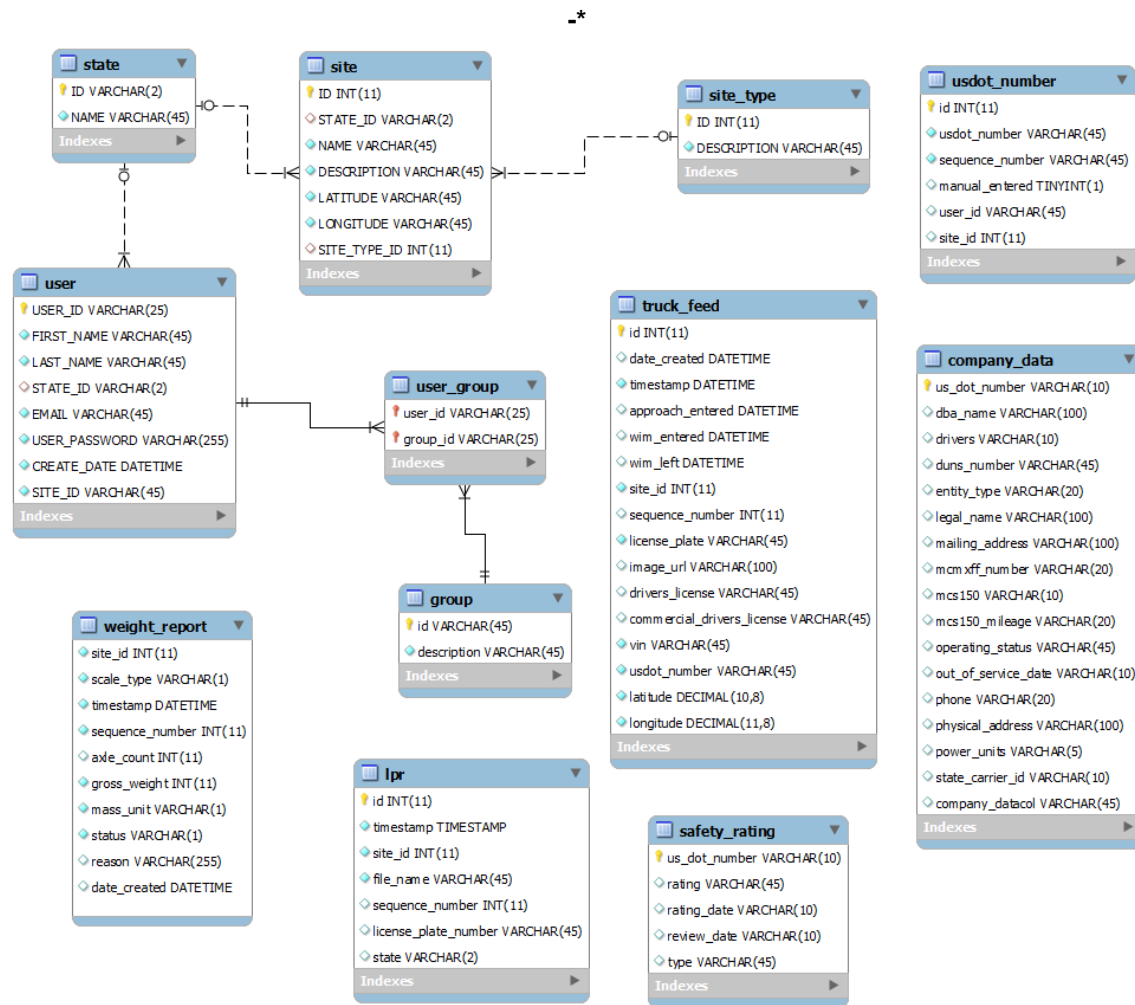 -*
state
ID VARCHAR(2)
NAME VARCHAR(45)
Indexes
site
ID INT(11)
STATE_ID VARCHAR(2)
NAME VARCHAR(45)
DESCRIPTION VARCHAR(45)
LATITUDE VARCHAR(45)
LONGITUDE VARCHAR(45)
SITE_TYPE_ID INT(11)
Indexes
site_type
ID INT(11)
DESCRIPTION VARCHAR(45)
Indexes
usdot_number
id INT(11)
usdot_number VARCHAR(45)
sequence_number VARCHAR(45)
manual_entered TINYINT(1)
user_id VARCHAR(45)
site_id INT(11)
Indexes
user
USER_ID VARCHAR(25)
FIRST_NAME VARCHAR(45)
LAST_NAME VARCHAR(45)
STATE_ID VARCHAR(2)
EMAIL VARCHAR(45)
USER_PASSWORD VARCHAR(255)
CREATE_DATE DATETIME
SITE_ID VARCHAR(45)
Indexes
user_group
user_id VARCHAR(25)
group_id VARCHAR(25)
Indexes
truck_feed
id INT(11)
date_created DATETIME
timestamp DATETIME
approach_entered DATETIME
wim_entered DATETIME
wim_left DATETIME
site_id INT(11)
sequence_number INT(11)
license_plate VARCHAR(45)
image_url VARCHAR(100)
drivers_license VARCHAR(45)
commercial_drivers_license VARCHAR(45)
vin VARCHAR(45)
usdot_number VARCHAR(45)
latitude DECIMAL(10,8)
longitude DECIMAL(11,8)
Indexes
company_data
us_dot_number VARCHAR(10)
dba_name VARCHAR(100)
drivers VARCHAR(10)
duns_number VARCHAR(45)
entity_type VARCHAR(20)
legal_name VARCHAR(100)
mailing_address VARCHAR(100)
mcmxff_number VARCHAR(20)
mcs150 VARCHAR(10)
mcs150_mileage VARCHAR(20)
operating_status VARCHAR(45)
out_of_service_date VARCHAR(10)
phone VARCHAR(20)
physical_address VARCHAR(100)
power_units VARCHAR(5)
state_carrier_id VARCHAR(10)
company_datacol VARCHAR(45)
Indexes
group
id VARCHAR(45)
description VARCHAR(45)
Indexes
weight_report
site_id INT(11)
scale_type VARCHAR(1)
timestamp DATETIME
sequence_number INT(11)
axle_count INT(11)
gross_weight INT(11)
mass_unit VARCHAR(1)
status VARCHAR(1)
reason VARCHAR(255)
date_created DATETIME
lpr
id INT(11)
timestamp TIMESTAMP
site_id INT(11)
file_name VARCHAR(45)
sequence_number INT(11)
license_plate_number VARCHAR(45)
state VARCHAR(2)
Indexes
safety_rating
us_dot_number VARCHAR(10)
rating VARCHAR(45)
rating_date VARCHAR(10)
review_date VARCHAR(10)
type VARCHAR(45)
Indexes